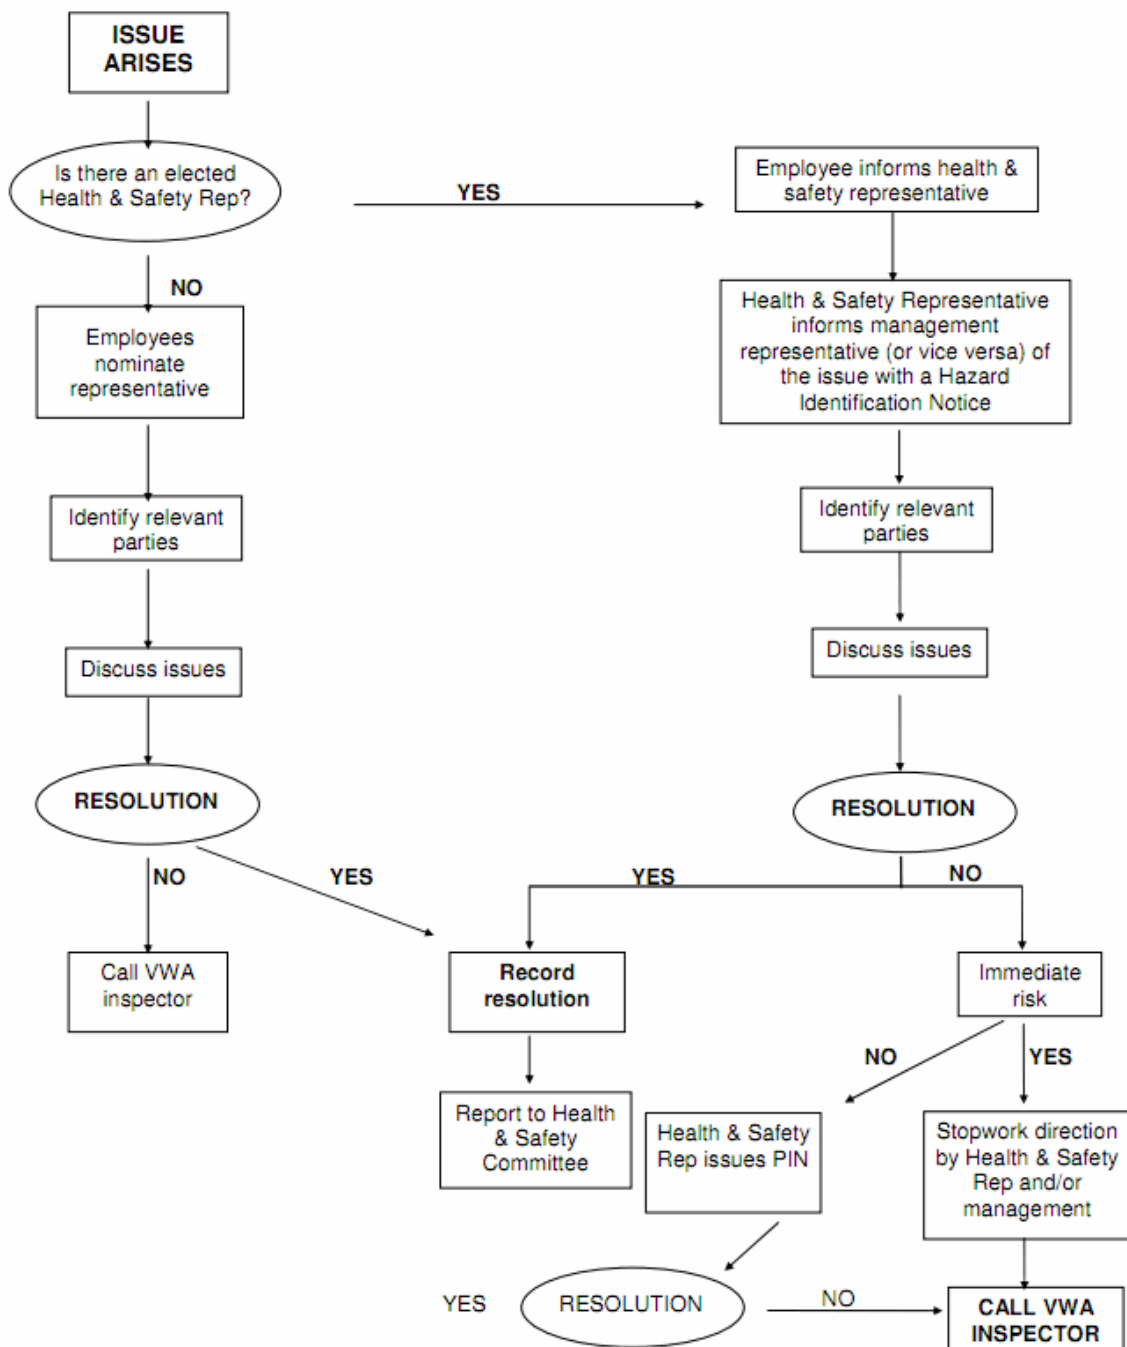 ISSUE
ARISES
Is there an elected
Health & Safety Rep?
YES
Employee informs health &
safety representative
NO
Employees
nominate
representative
Health & Safety Representative
informs management
representative (or vice versa) of
the issue with a Hazard
Identification Notice
Identify relevant
parties
Identify relevant
parties
Discuss issues
Discuss issues
RESOLUTION
RESOLUTION
NO
YES
YES
NO
Call VWA
inspector
Record
resolution
Immediate
risk
NO
YES
Report to Health
& Safety
Committee
Health & Safety
Rep issues PIN
Stopwork direction
by Health & Safety
Rep and/or
management
YES
RESOLUTION
NO
CALL VWA
INSPECTOR